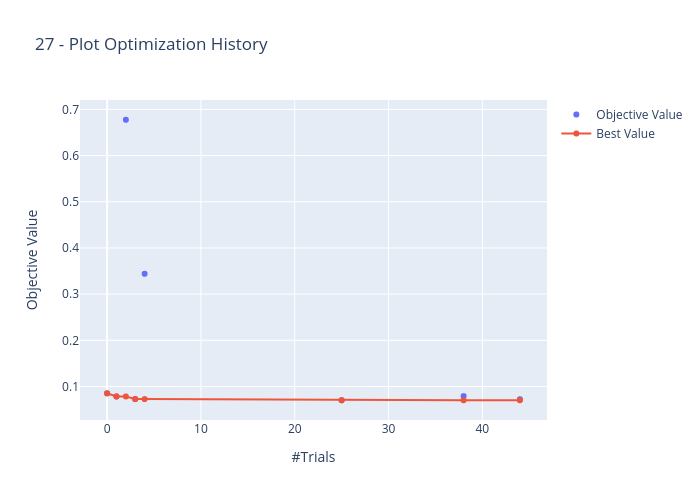 27 - Plot Optimization History
Objective Value
Best Value
0.7
0.6
0.5
0.4
0.3
0.2
0.1
Objective Value
0
10
20
30
40
#Trials